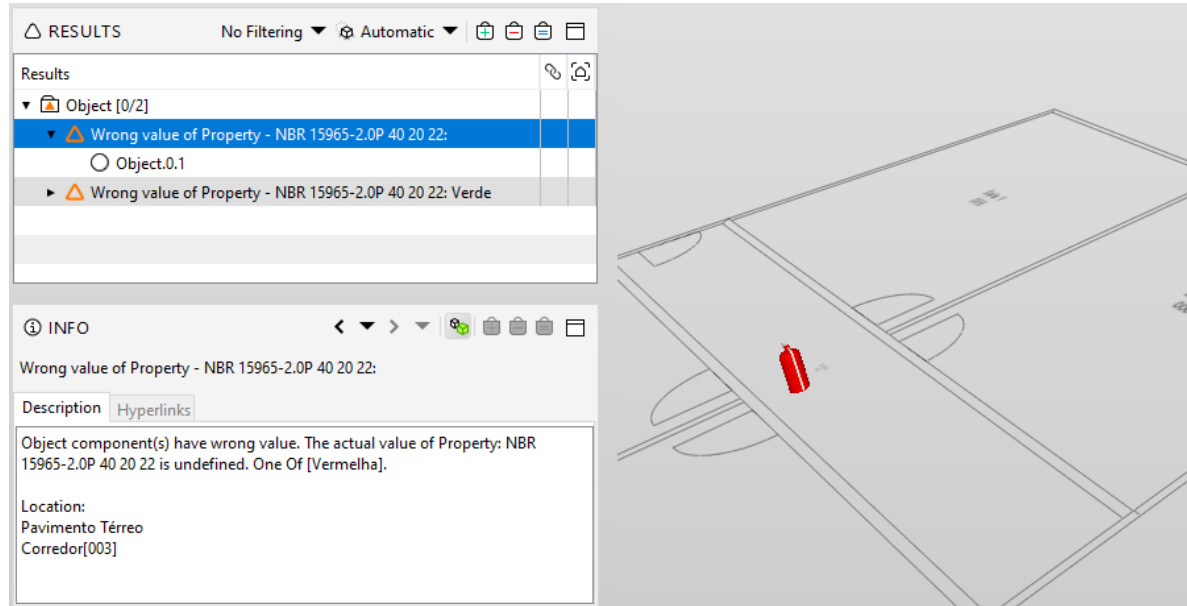 RESULTS No Filtering Automatic
Results
Object [0/2]
Wrong value of Property - NBR 15965-2.0P 40 20 22:
Object.0.1
Wrong value of Property - NBR 15965-2.0P 40 20 22: Verde
INFO
Wrong value of Property - NBR 15965-2.0P 40 20 22:
Description Hyperlinks
Object component(s) have wrong value. The actual value of Property: NBR
15965-2.0P 40 20 22 is undefined. One Of [Vermelha].
Location:
Pavimento Térreo
Corredor[003]